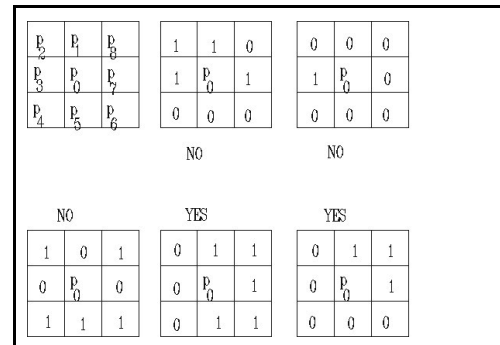 p2 p1 p8 1 1 0 0 0 0
p3 p0 p7 1 p0 1 1 p0 0
p4 p5 p6 0 0 0 0 0 0
NO NO
NO YES YES
1 0 1 0 1 1 0 1 1
0 p0 0 0 p0 1 0 p0 1
1 1 1 0 1 1 0 0 0